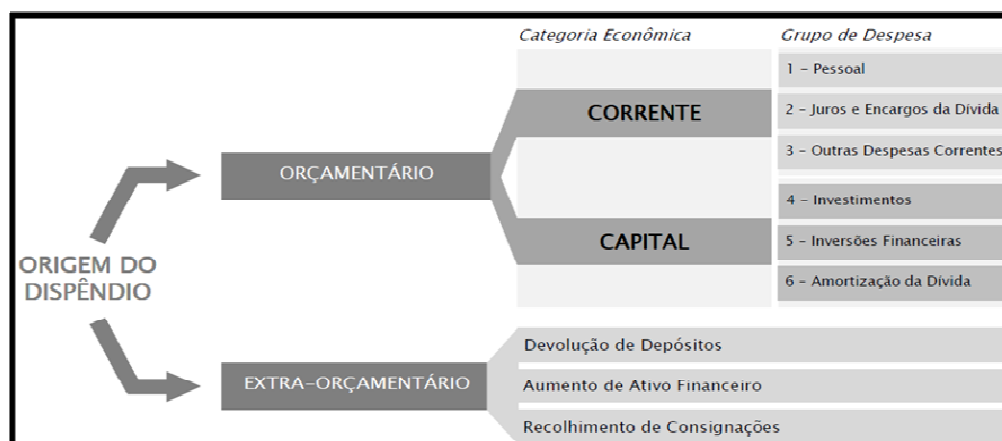 Categoria Econômica
Grupo de Despesa
1 - Pessoal
CORRENTE
2 - Juros e Encargos da Dívida
3 - Outras Despesas Correntes
ORÇAMENTÁRIO
4 - Investimentos
CAPITAL
5 - Inversões Financeiras
6 - Amortização da Dívida
ORIGEM DO
DISPÊNDIO
Devolução de Depósitos
EXTRA-ORÇAMENTÁRIO
Aumento de Ativo Financeiro
Recolhimento de Consignações